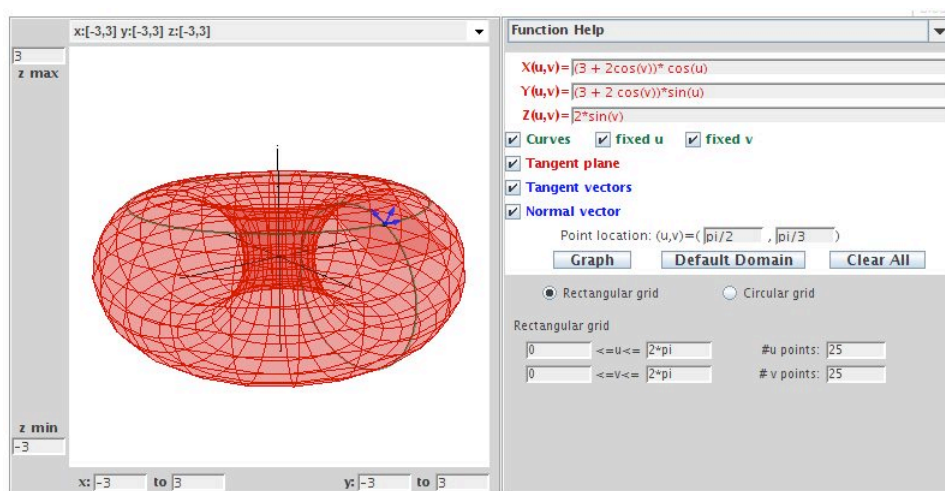 x:[-3,3] y:[-3,3] z:[-3,3]
3
z max
z min
-3
x: -3 to 3 y: -3 to 3
Function Help
X(u,v)= (3 + 2cos(v))* cos(u)
Y(u,v)= (3 + 2 cos(v))*sin(u)
Z(u,v)= 2*sin(v)
Curves fixed u fixed v
Tangent plane
Tangent vectors
Normal vector
Point location: (u,v)=( pi/2 , pi/3 )
Graph Default Domain Clear All
Rectangular grid Circular grid
Rectangular grid
0 <=u<= 2*pi #u points: 25
0 <=v<= 2*pi # v points: 25